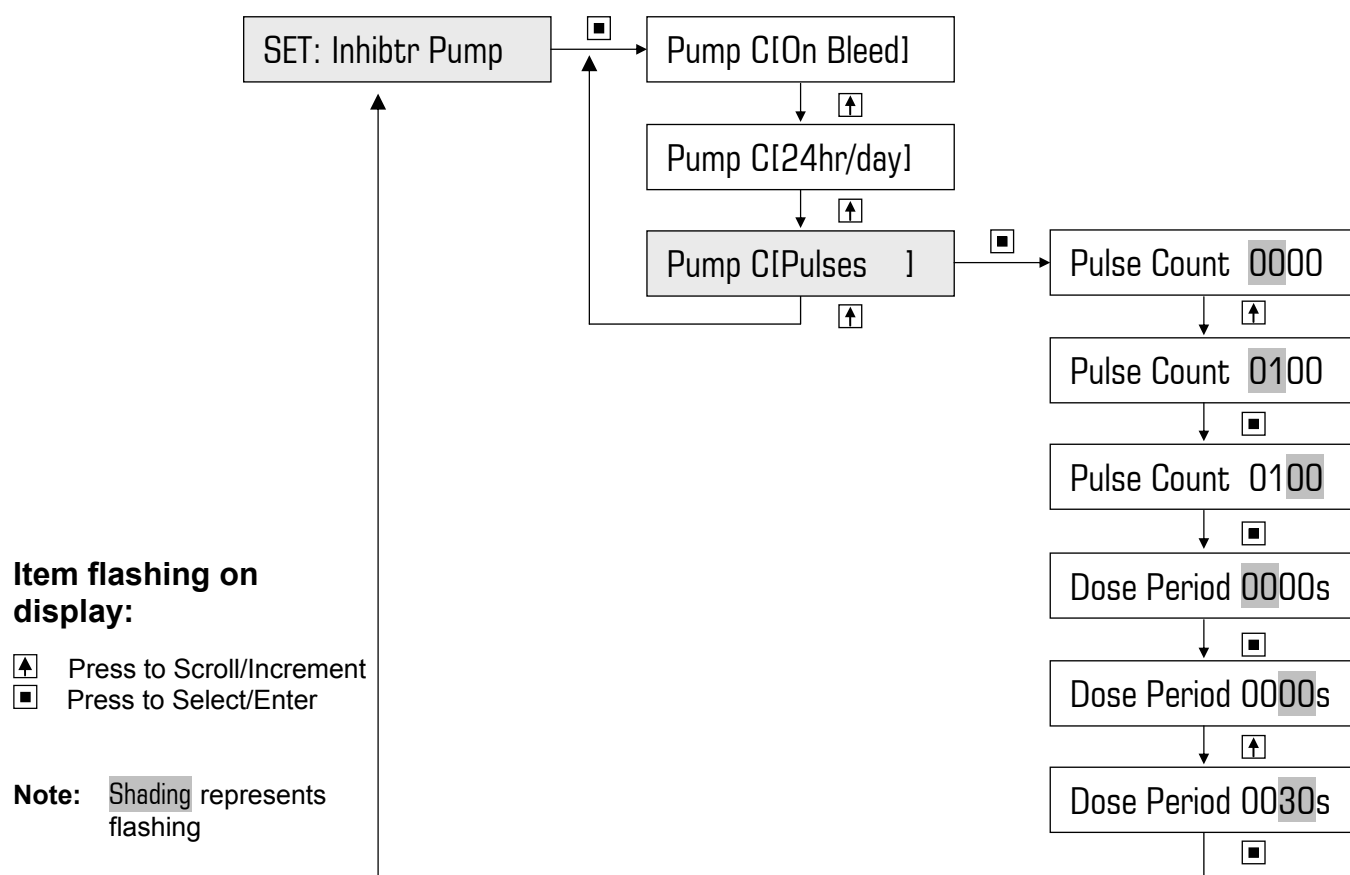 SET: Inhibtr Pump
Pump C[On Bleed]
Pump C[24hr/day]
Pump C[Pulses ]
Pulse Count 0000
Pulse Count 0100
Pulse Count 0100
Dose Period 0000s
Dose Period 0000s
Dose Period 0030s
Item flashing on
display:
Press to Scroll/Increment
Press to Select/Enter
Note: Shading represents
flashing